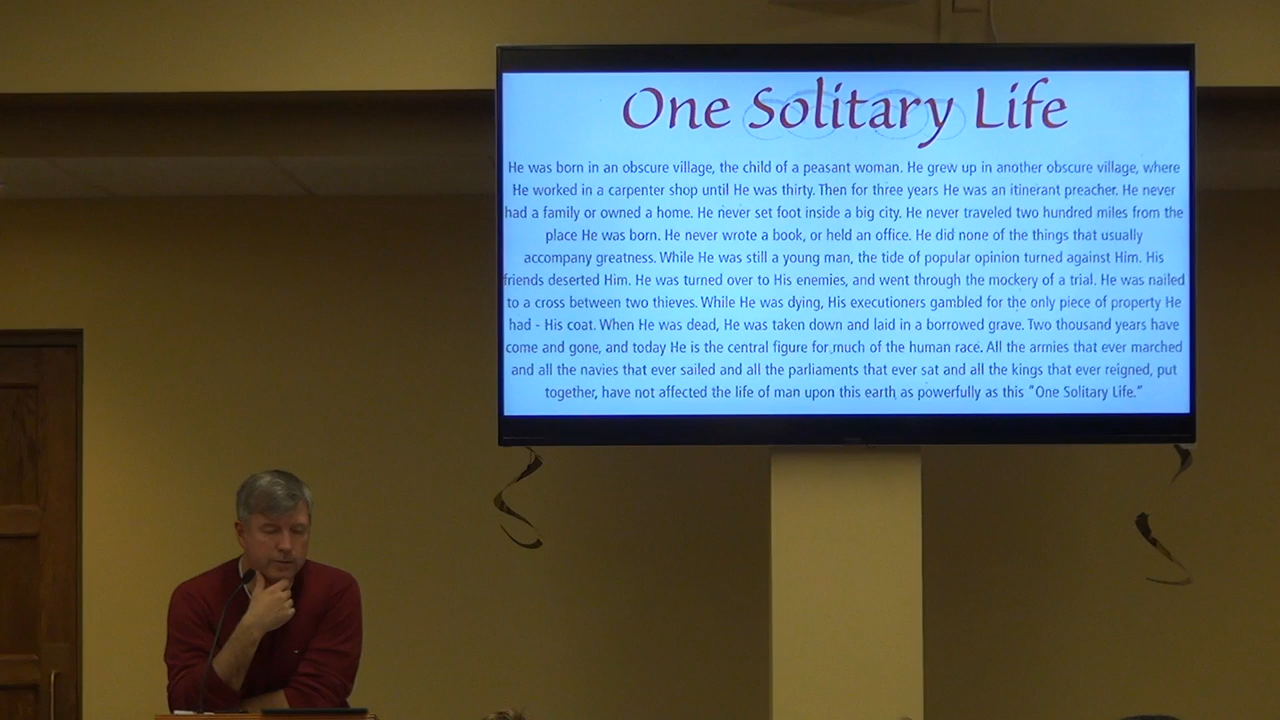 One Solitary Life
He was born in an obscure village, the child of a peasant woman. He grew up in another obscure village, where
He worked in a carpenter shop until He was thirty. Then for three years He was an itinerant preacher. He never
had a family or owned a home. He never set foot inside a big city. He never traveled two hundred miles from the
place He was born. He never wrote a book, or held an office. He did none of the things that usually
accompany greatness. While He was still a young man, the tide of popular opinion turned against Him. His
friends deserted Him. He was turned over to His enemies, and went through the mockery of a trial. He was nailed
to a cross between two thieves. While He was dying, His executioners gambled for the only piece of property He
had - His coat. When He was dead, He was taken down and laid in a borrowed grave. Two thousand years have
come and gone, and today He is the central figure for much of the human race. All the armies that ever marched
and all the navies that ever sailed and all the parliaments that ever sat and all the kings that ever reigned, put
together, have not affected the life of man upon this earth as powerfully as this "One Solitary Life."